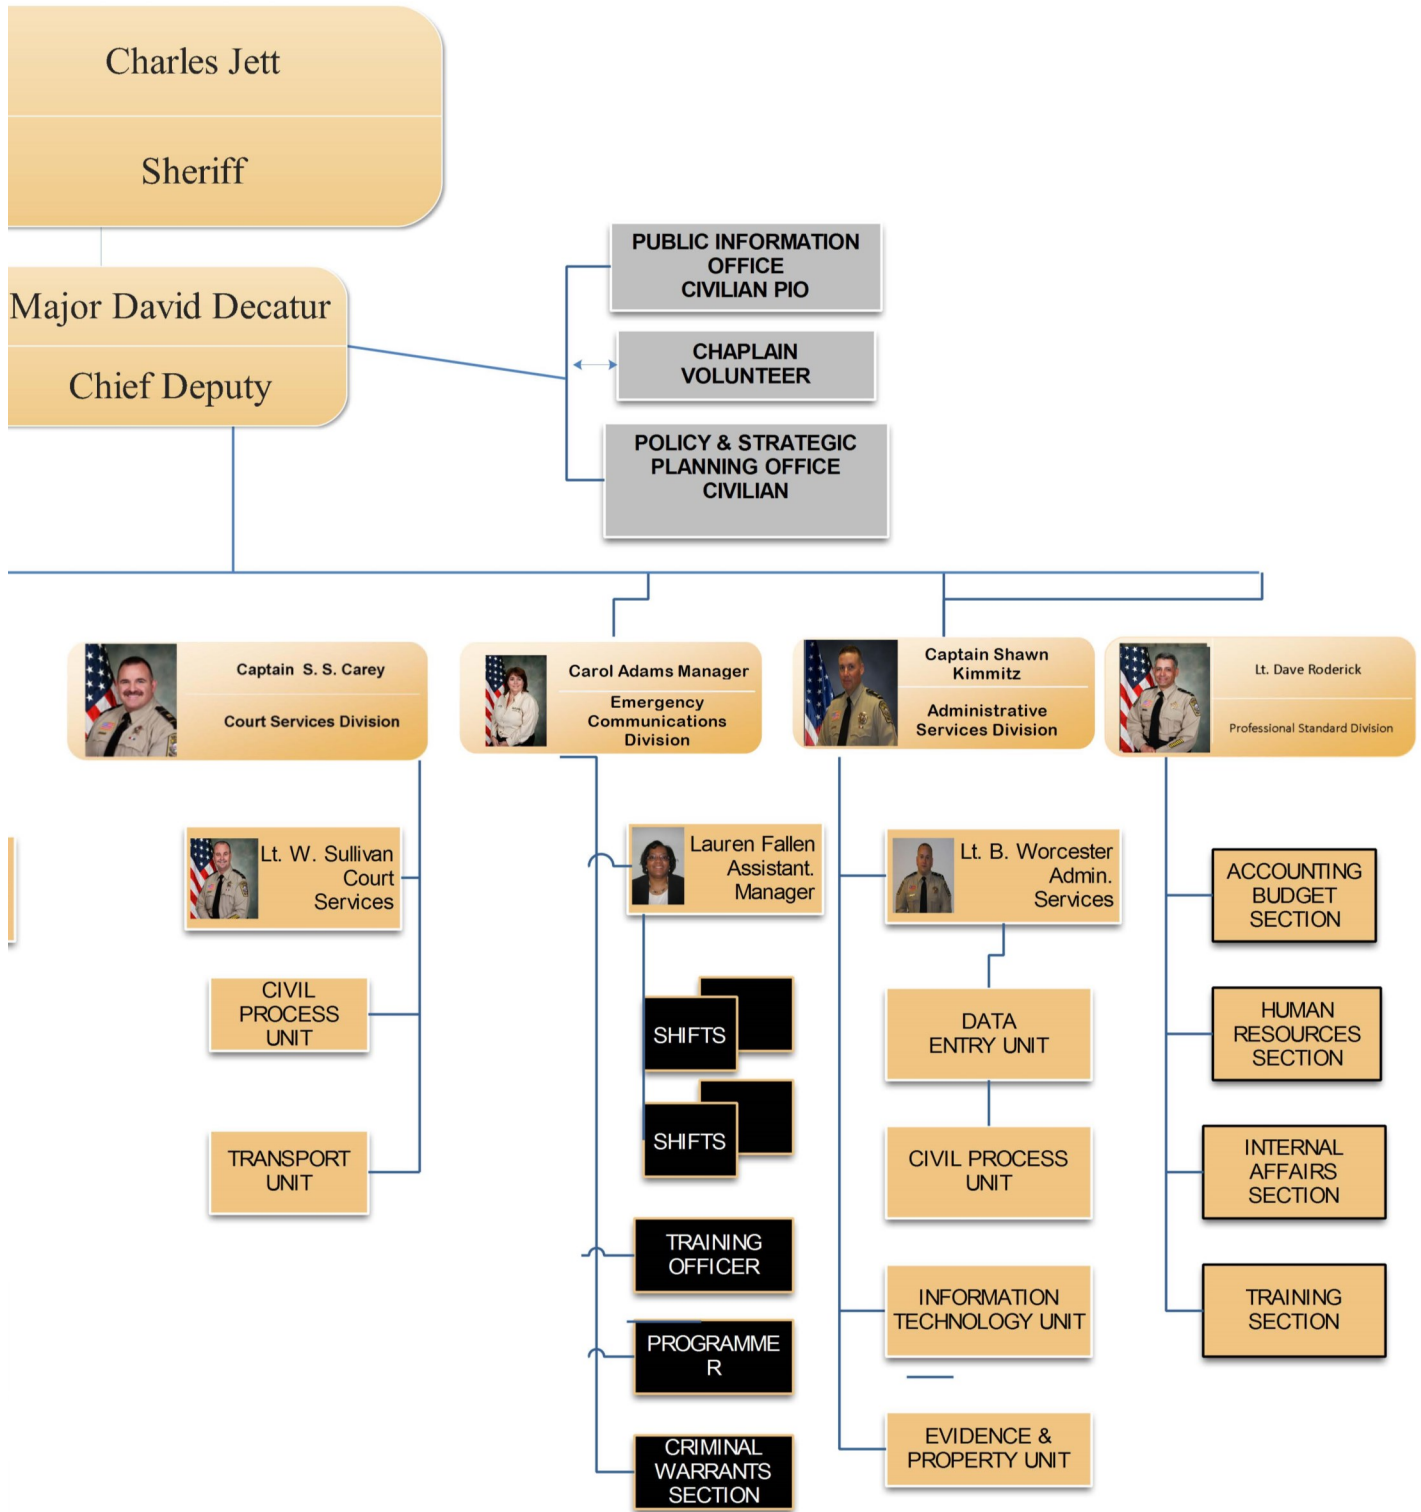 Charles Jett
Sheriff
Major David Decatur
Chief Deputy
PUBLIC INFORMATION
OFFICE
CIVILIAN PIO
CHAPLAIN
VOLUNTEER
POLICY & STRATEGIC
PLANNING OFFICE
CIVILIAN
Captain S. S. Carey
Court Services Division
Carol Adams Manager
Emergency
Communications
Division
Captain Shawn
Kimmitz
Administrative
Services Division
Lt. Dave Roderick
Professional Standard Division
Lt. W. Sullivan
Court
Services
CIVIL
PROCESS
UNIT
TRANSPORT
UNIT
Lauren Fallen
Assistant.
Manager
SHIFTS
SHIFTS
TRAINING
OFFICER
PROGRAMME
R
CRIMINAL
WARRANTS
SECTION
Lt. B. Worcester
Admin.
Services
DATA
ENTRY UNIT
CIVIL PROCESS
UNIT
INFORMATION
TECHNOLOGY UNIT
EVIDENCE &
PROPERTY UNIT
ACCOUNTING
BUDGET
SECTION
HUMAN
RESOURCES
SECTION
INTERNAL
AFFAIRS
SECTION
TRAINING
SECTION